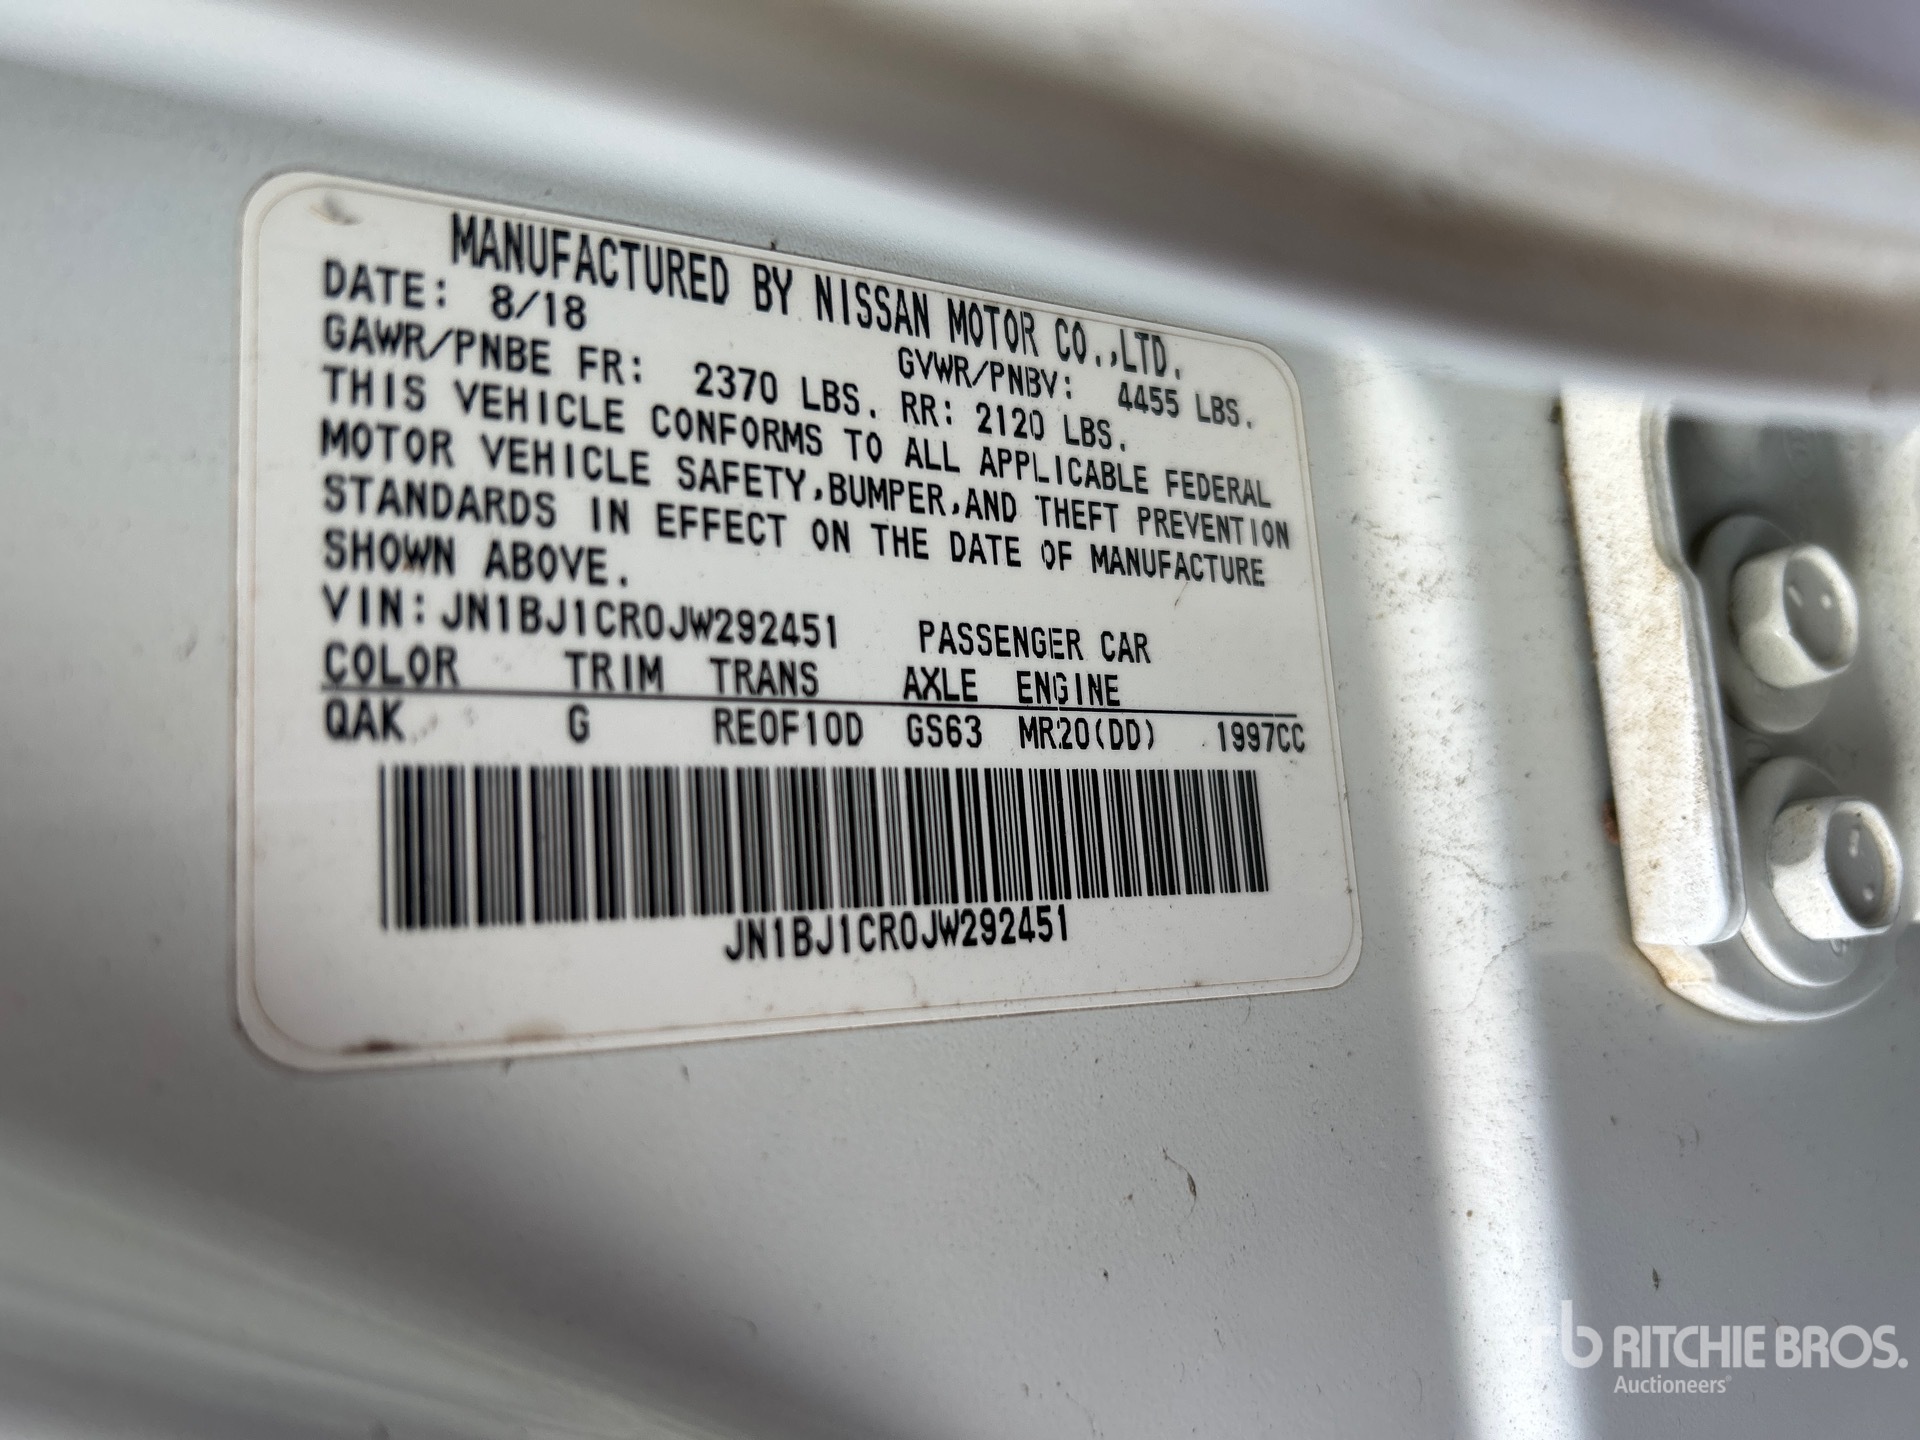 MANUFACTURED BY NISSAN MOTOR CO.,LTD.
DATE: 8/18 GVWR/PNBV: 4455 LBS.
GAWR/PNBE FR: 2370 LBS. RR: 2120 LBS.
THIS VEHICLE CONFORMS TO ALL APPLICABLE FEDERAL
MOTOR VEHICLE SAFETY,BUMPER,AND THEFT PREVENTION
STANDARDS IN EFFECT ON THE DATE OF MANUFACTURE
SHOWN ABOVE.
VIN:JN1BJ1CR0JW292451 PASSENGER CAR
COLOR TRIM TRANS AXLE ENGINE
QAK G RE0F10D GS63 MR20(DD) 1997CC
JN1BJ1CR0JW292451
rb RITCHIE BROS.
Auctioneers®